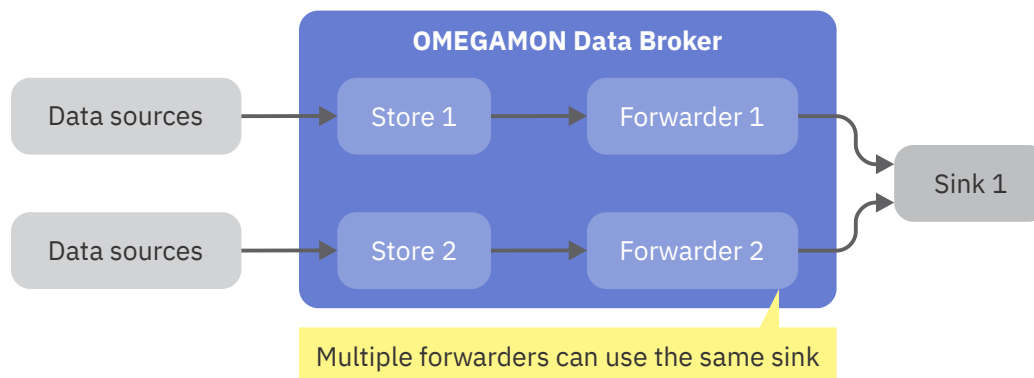 OMEGAMON Data Broker
Data sources
Store 1
Forwarder 1
Sink 1
Data sources
Store 2
Forwarder 2
Multiple forwarders can use the same sink